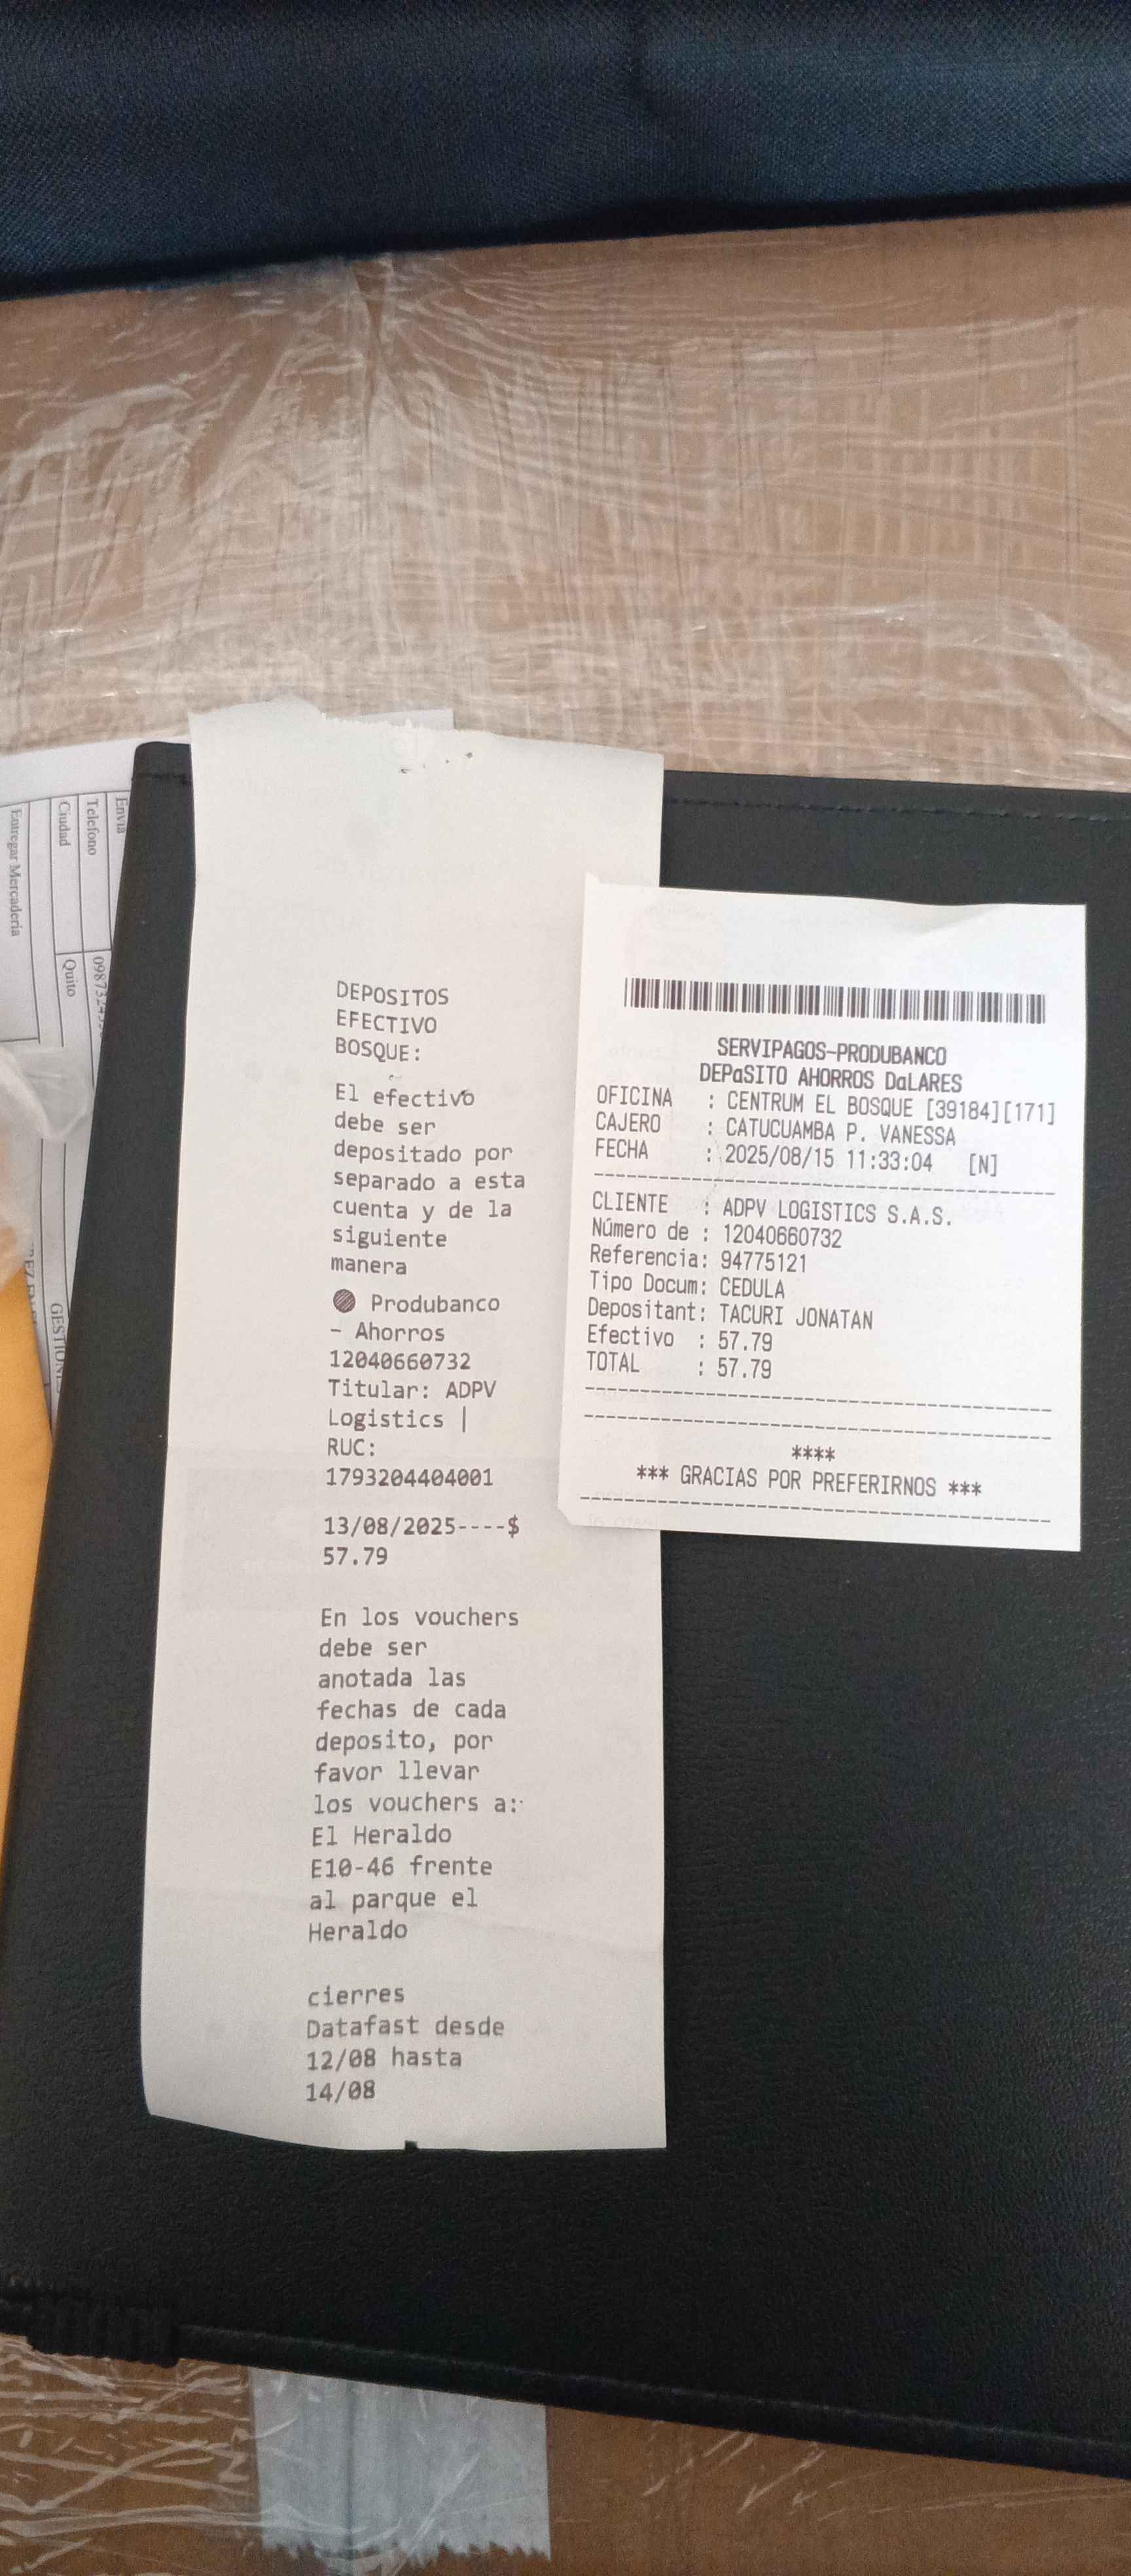 DEPOSITOS
EFECTIVO
BOSQUE:
El efectivo
debe ser
depositado por
separado a esta
cuenta y de la
siguiente
manera
Produbanco
- Ahorros
12040660732
Titular: ADPV
Logistics |
RUC:
1793204404001
13/08/2025----$
57.79
En los vouchers
debe ser
anotada las
fechas de cada
deposito, por
favor llevar
los vouchers a:
El Heraldo
E10-46 frente
al parque el
Heraldo
cierres
Datafast desde
12/08 hasta
14/08
SERVIPAGOS-PRODUBANCO
DEPaSITO AHORROS DaLARES
OFICINA : CENTRUM EL BOSQUE [39184][171]
CAJERO : CATUCUAMBA P. VANESSA
FECHA : 2025/08/15 11:33:04 [N]
CLIENTE : ADPV LOGISTICS S.A.S.
Número de : 12040660732
Referencia: 94775121
Tipo Docum: CEDULA
Depositant: TACURI JONATAN
Efectivo : 57.79
TOTAL : 57.79
****
*** GRACIAS POR PREFERIRNOS ***
Envia
Telefono
Ciudad Quito
Entregar Mercadería